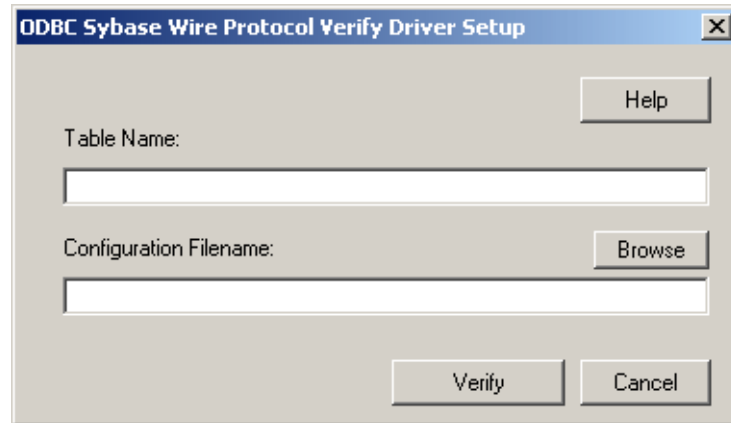 ODBC Sybase Wire Protocol Verify Driver Setup
Help
Table Name:
Configuration Filename:
Browse
Verify
Cancel